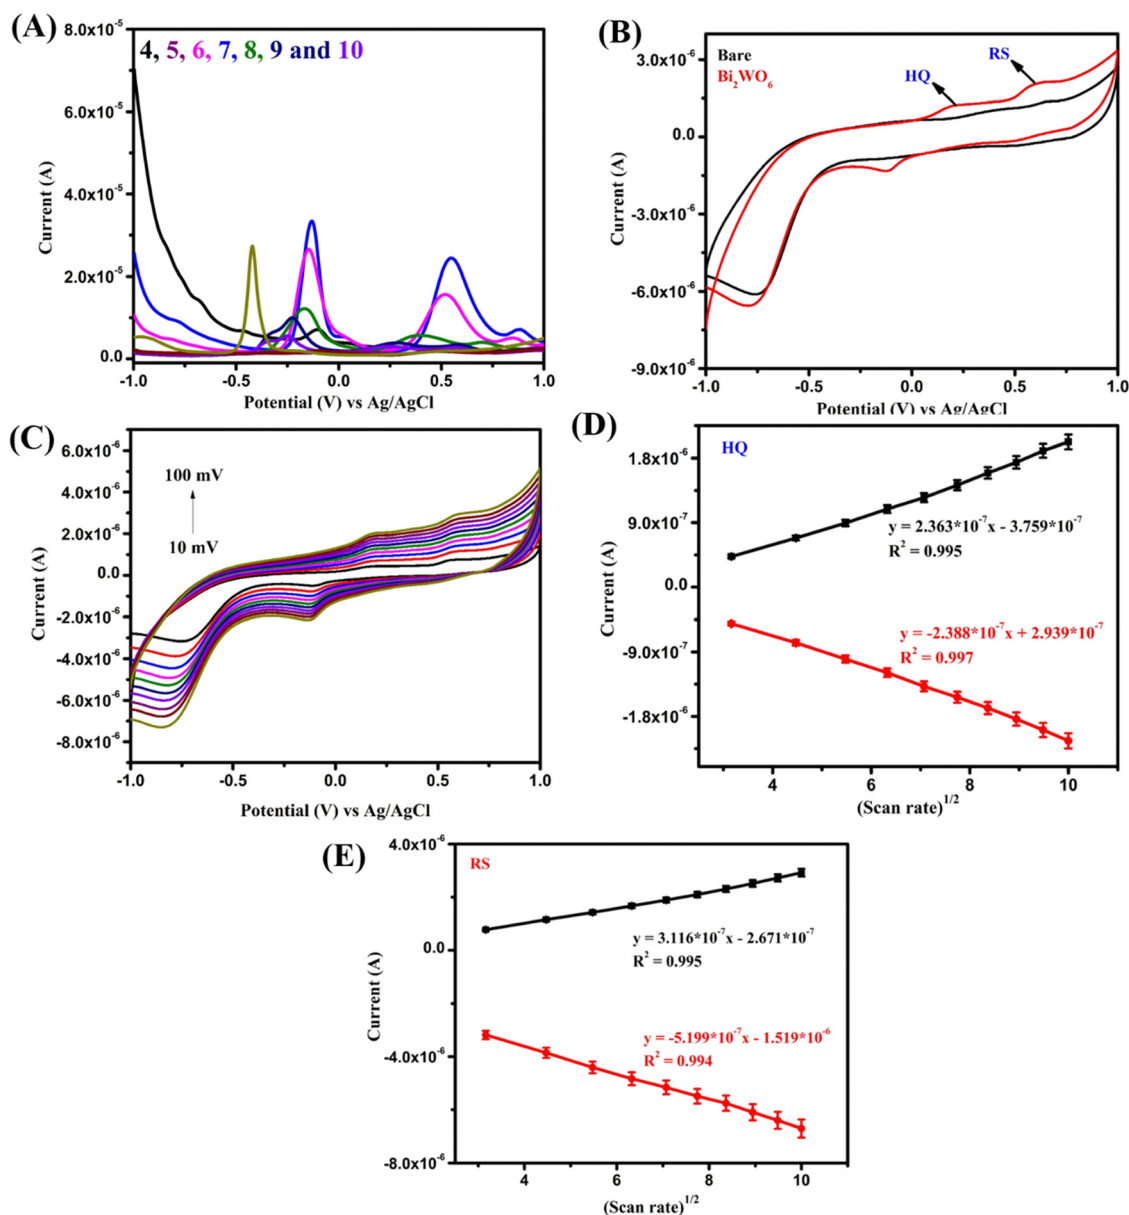 (A)
8.0x10⁻⁵
6.0x10⁻⁵
4.0x10⁻⁵
2.0x10⁻⁵
0.0
Current (A)
4, 5, 6, 7, 8, 9 and 10
-1.0 -0.5 0.0 0.5 1.0
Potential (V) vs Ag/AgCl
(B)
3.0x10⁻⁶
0.0
-3.0x10⁻⁶
-6.0x10⁻⁶
-9.0x10⁻⁶
Current (A)
Bare
Bi₂WO₆
HQ
RS
-1.0 -0.5 0.0 0.5 1.0
Potential (V) vs Ag/AgCl
(C)
6.0x10⁻⁶
4.0x10⁻⁶
2.0x10⁻⁶
0.0
-2.0x10⁻⁶
-4.0x10⁻⁶
-6.0x10⁻⁶
-8.0x10⁻⁶
Current (A)
100 mV
10 mV
-1.0 -0.5 0.0 0.5 1.0
Potential (V) vs Ag/AgCl
(D)
1.8x10⁻⁶
9.0x10⁻⁷
0.0
-9.0x10⁻⁷
-1.8x10⁻⁶
Current (A)
HQ
y = 2.363*10⁻⁷x - 3.759*10⁻⁷
R² = 0.995
y = -2.388*10⁻⁷x + 2.939*10⁻⁷
R² = 0.997
4 6 8 10
(Scan rate)¹/²
(E)
4.0x10⁻⁶
0.0
-4.0x10⁻⁶
-8.0x10⁻⁶
Current (A)
RS
y = 3.116*10⁻⁷x - 2.671*10⁻⁷
R² = 0.995
y = -5.199*10⁻⁷x - 1.519*10⁻⁶
R² = 0.994
4 6 8 10
(Scan rate)¹/²